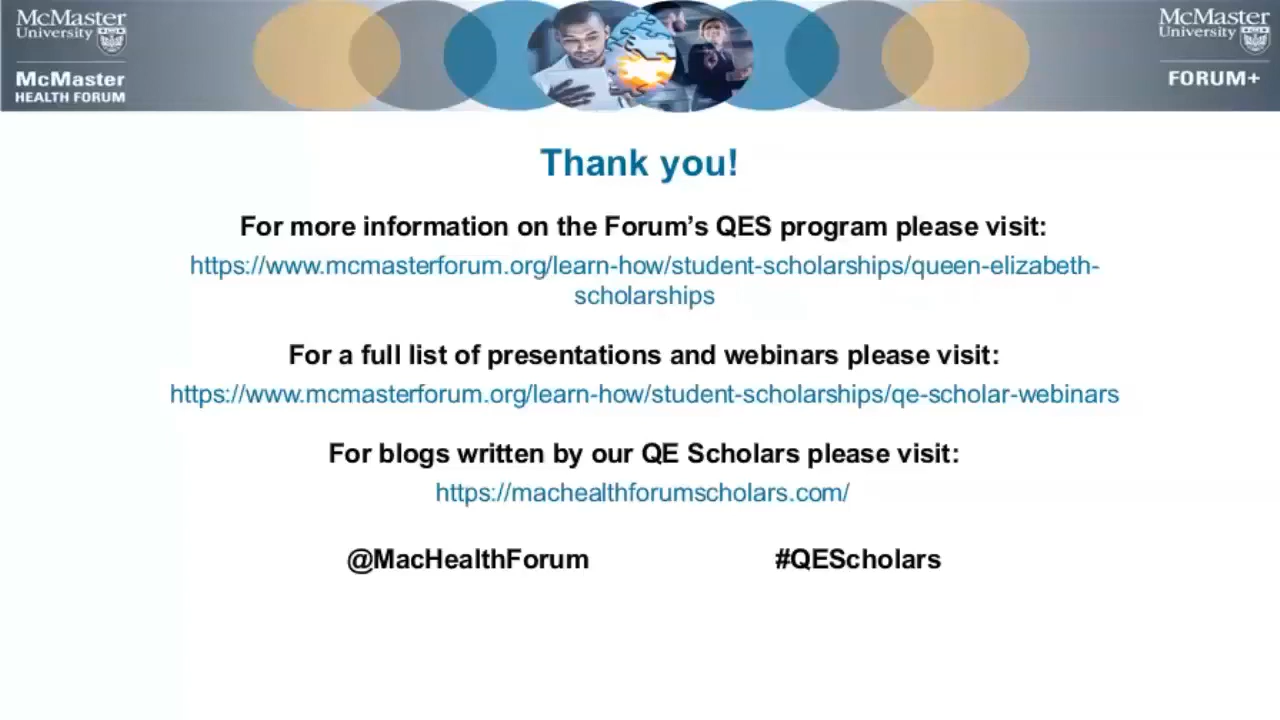 McMaster
University
McMaster
HEALTH FORUM
McMaster
University
FORUM+
Thank you!
For more information on the Forum’s QES program please visit:
https://www.mcmasterforum.org/learn-how/student-scholarships/queen-elizabeth-
scholarships
For a full list of presentations and webinars please visit:
https://www.mcmasterforum.org/learn-how/student-scholarships/qe-scholar-webinars
For blogs written by our QE Scholars please visit:
https://machealthforumscholars.com/
@MacHealthForum #QEScholars